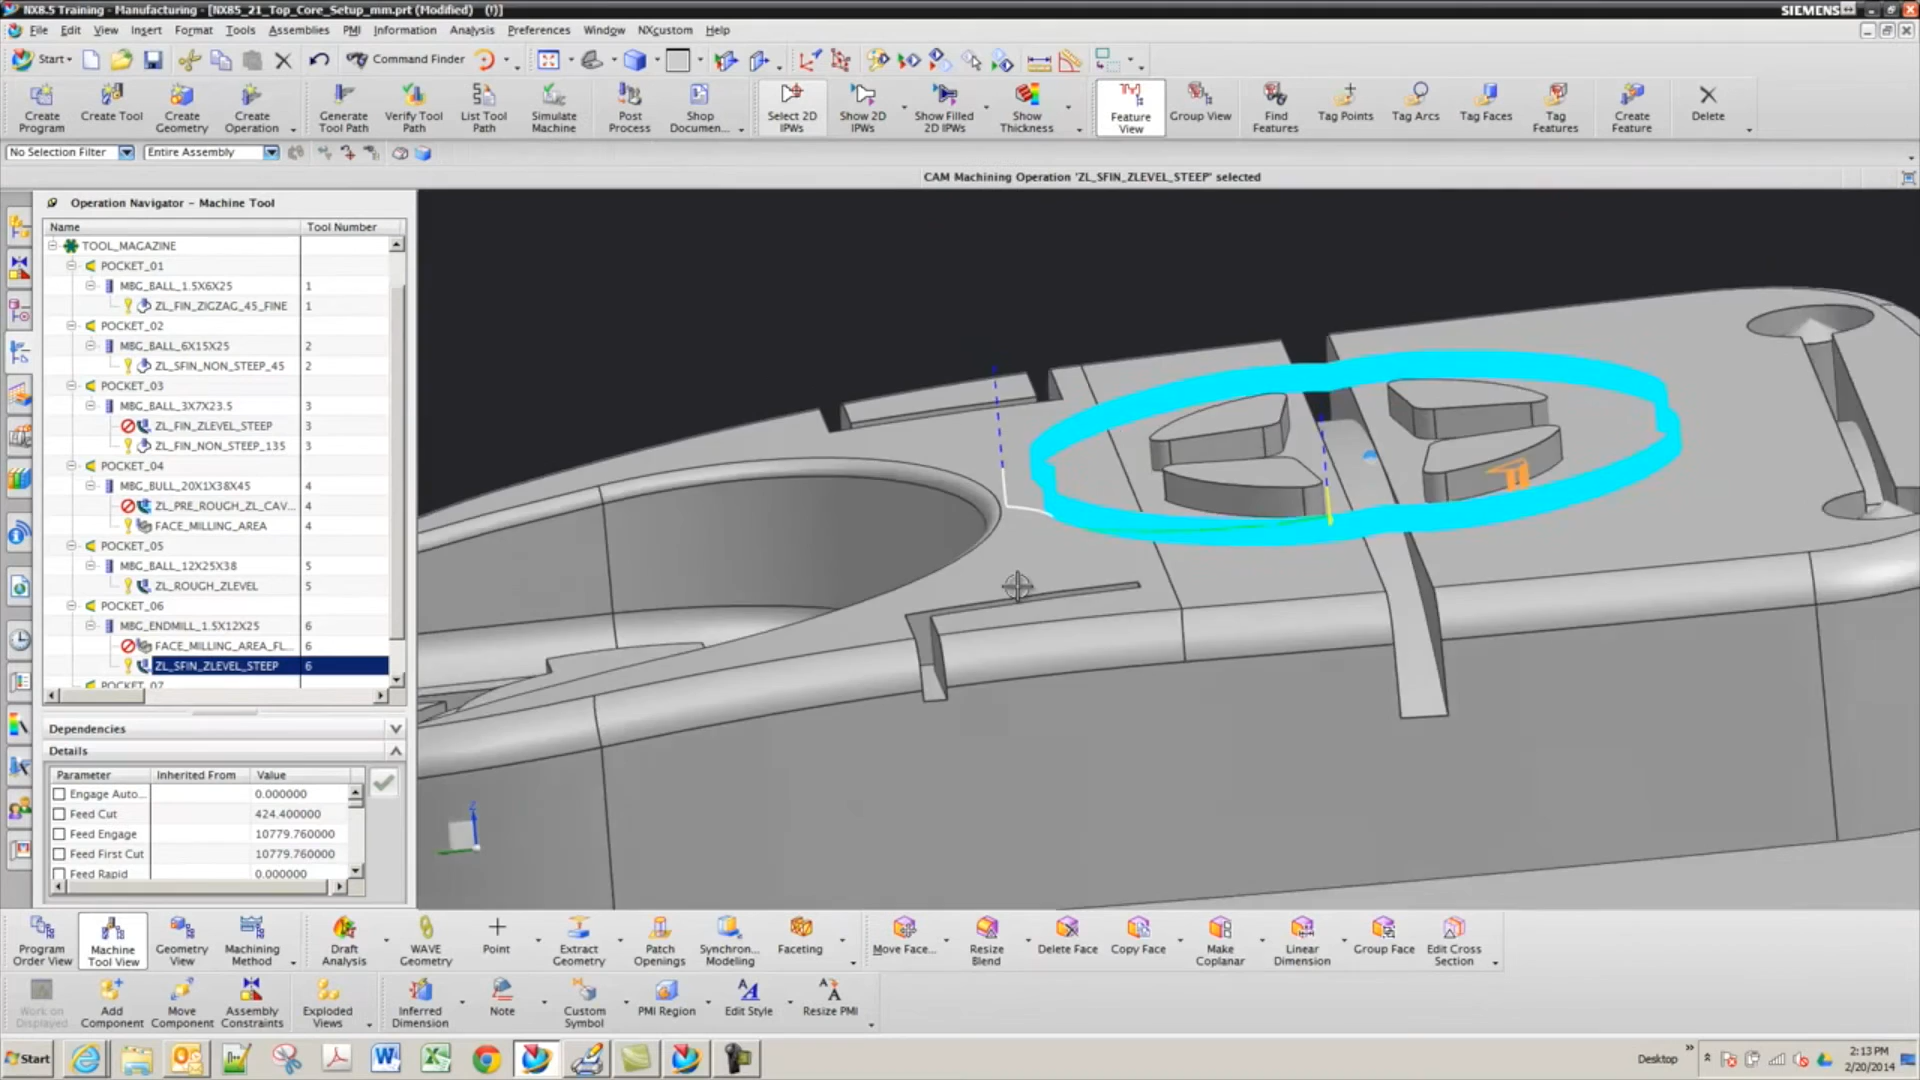 NX8.5 Training - Manufacturing - [NX85_21_Top_Core_Setup_mm.prt (Modified) (!)]
SIEMENS
File Edit View Insert Format Tools Assemblies PMI Information Analysis Preferences Window NXcustom Help
Start Command Finder
Create Program Create Tool Create Geometry Create Operation Generate Tool Path Verify Tool Path List Tool Path Simulate Machine Post Process Shop Documen... Select 2D IPWs Show 2D IPWs Show Filled 2D IPWs Show Thickness Feature View Group View Find Features Tag Points Tag Arcs Tag Faces Tag Features Create Feature Delete
No Selection Filter Entire Assembly
CAM Machining Operation 'ZL_SFIN_ZLEVEL_STEEP' selected
Operation Navigator - Machine Tool
Name Tool Number
TOOL_MAGAZINE
POCKET_01
MBG_BALL_1.5X6X25 1
ZL_FIN_ZIGZAG_45_FINE 1
POCKET_02
MBG_BALL_6X15X25 2
ZL_SFIN_NON_STEEP_45 2
POCKET_03
MBG_BALL_3X7X23.5 3
ZL_FIN_ZLEVEL_STEEP 3
ZL_FIN_NON_STEEP_135 3
POCKET_04
MBG_BULL_20X1X38X45 4
ZL_PRE_ROUGH_ZL_CAV... 4
FACE_MILLING_AREA 4
POCKET_05
MBG_BALL_12X25X38 5
ZL_ROUGH_ZLEVEL 5
POCKET_06
MBG_ENDMILL_1.5X12X25 6
FACE_MILLING_AREA_FL... 6
ZL_SFIN_ZLEVEL_STEEP 6
POCKET_07
Dependencies
Details
Parameter Inherited From Value
Engage Auto... 0.000000
Feed Cut 424.400000
Feed Engage 10779.760000
Feed First Cut 10779.760000
Feed Rapid 0.000000
Z
Program Order View Machine Tool View Geometry View Machining Method Draft Analysis WAVE Geometry Point Extract Geometry Patch Openings Synchron... Modeling Faceting Move Face... Resize Blend Delete Face Copy Face Make Coplanar Linear Dimension Group Face Edit Cross Section
Work on Displayed Add Component Move Component Assembly Constraints Exploded Views Inferred Dimension Note Custom Symbol PMI Region Edit Style Resize PMI
Start Desktop 2:13 PM
2/20/2014